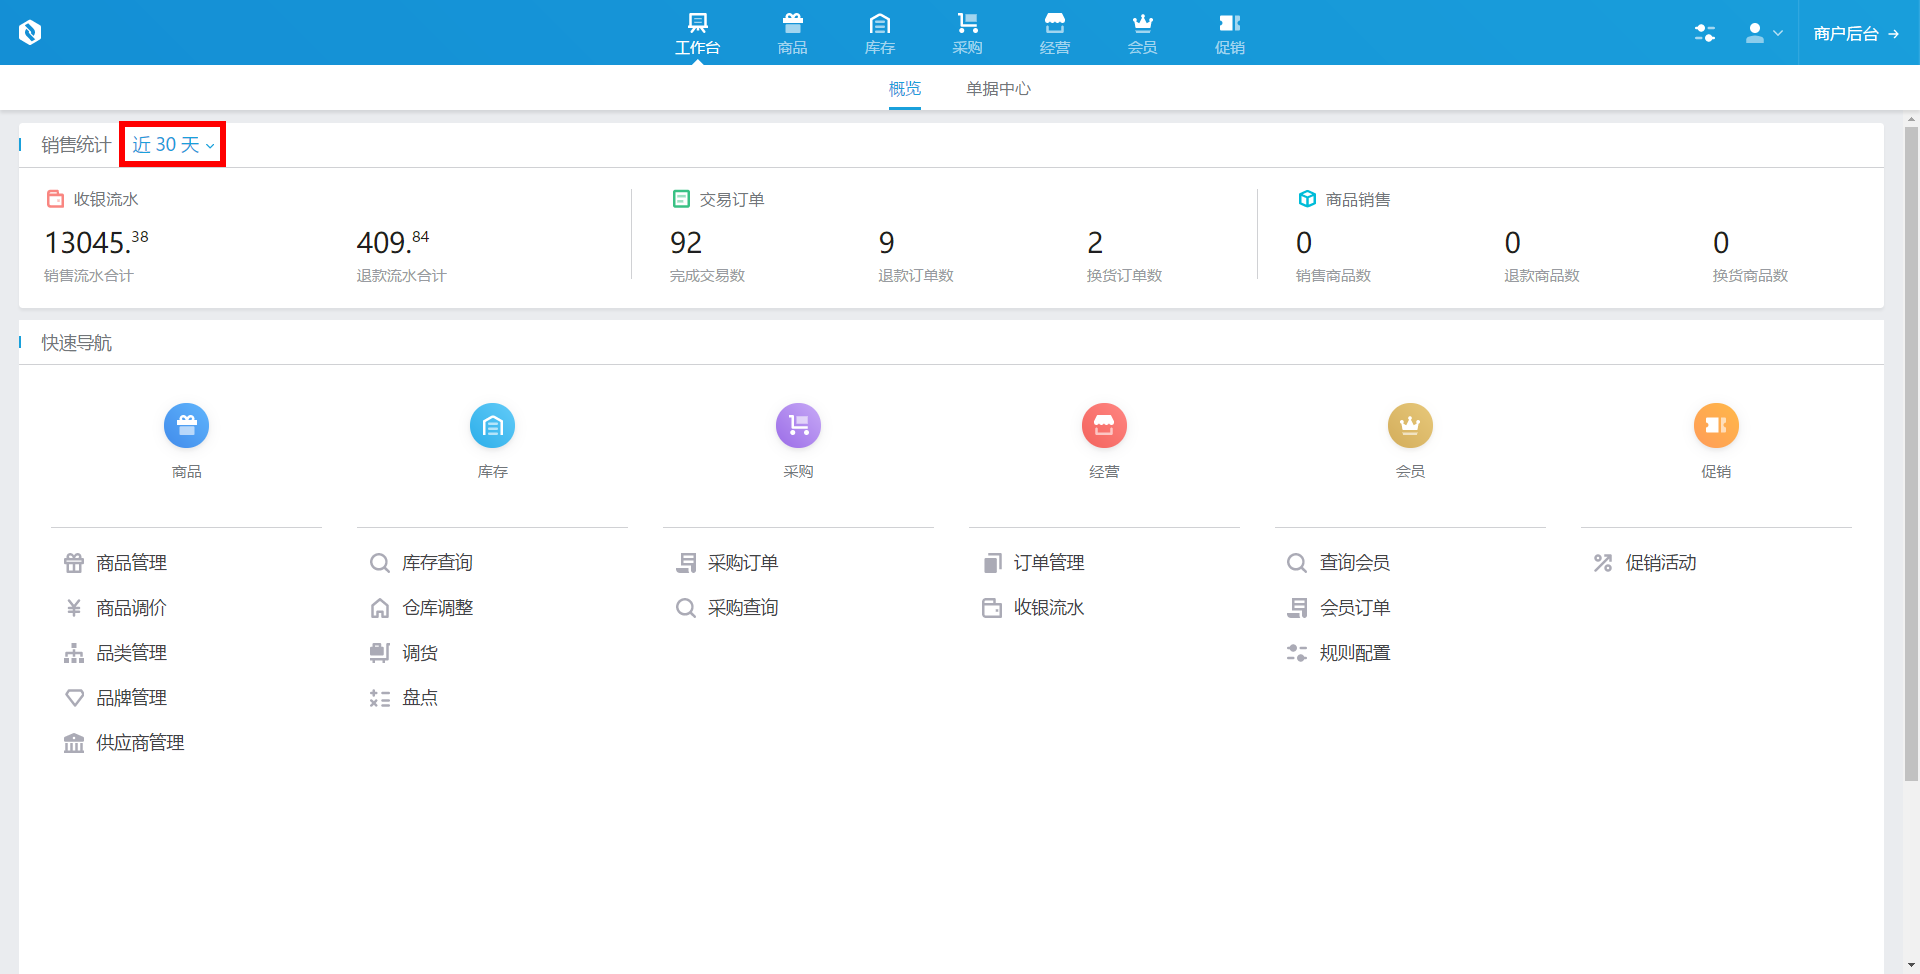 工作台 商品 库存 采购 经营 会员 促销 商户后台
概览 单据中心
销售统计 近 30 天
收银流水 交易订单 商品销售
13045.38 409.84 92 9 2 0 0 0
销售流水合计 退款流水合计 完成交易数 退款订单数 换货订单数 销售商品数 退款商品数 换货商品数
快速导航
商品 库存 采购 经营 会员 促销
商品管理 库存查询 采购订单 订单管理 查询会员 促销活动
商品调价 仓库调整 采购查询 收银流水 会员订单
品类管理 调货 规则配置
品牌管理 盘点
供应商管理